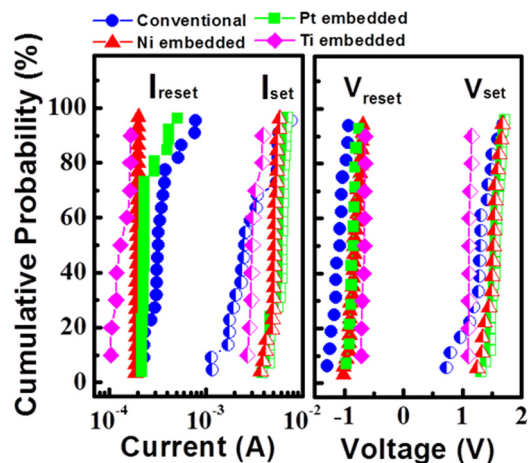 Conventional
Pt embedded
Ni embedded
Ti embedded
Cumulative Probability (%)
100
80
60
40
20
0
Ireset
Iset
Vreset
Vset
10⁻⁴
10⁻³
10⁻²
-1
0
1
2
Current (A)
Voltage (V)